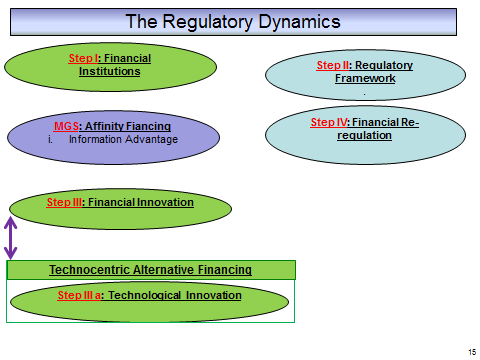 The Regulatory Dynamics
Step I: Financial
Institutions
Step II: Regulatory
Framework
.
MGS: Affinity Fiancing
i. Information Advantage
Step IV: Financial Re-
regulation
Step III: Financial Innovation
Technocentric Alternative Financing
Step III a: Technological Innovation
15